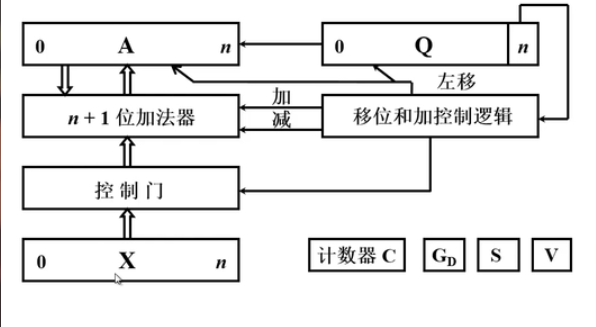 0 A n
0 Q n
左移
加
减
n + 1 位加法器
移位和加控制逻辑
控制门
0 X n
计数器 C
G_D
S
V